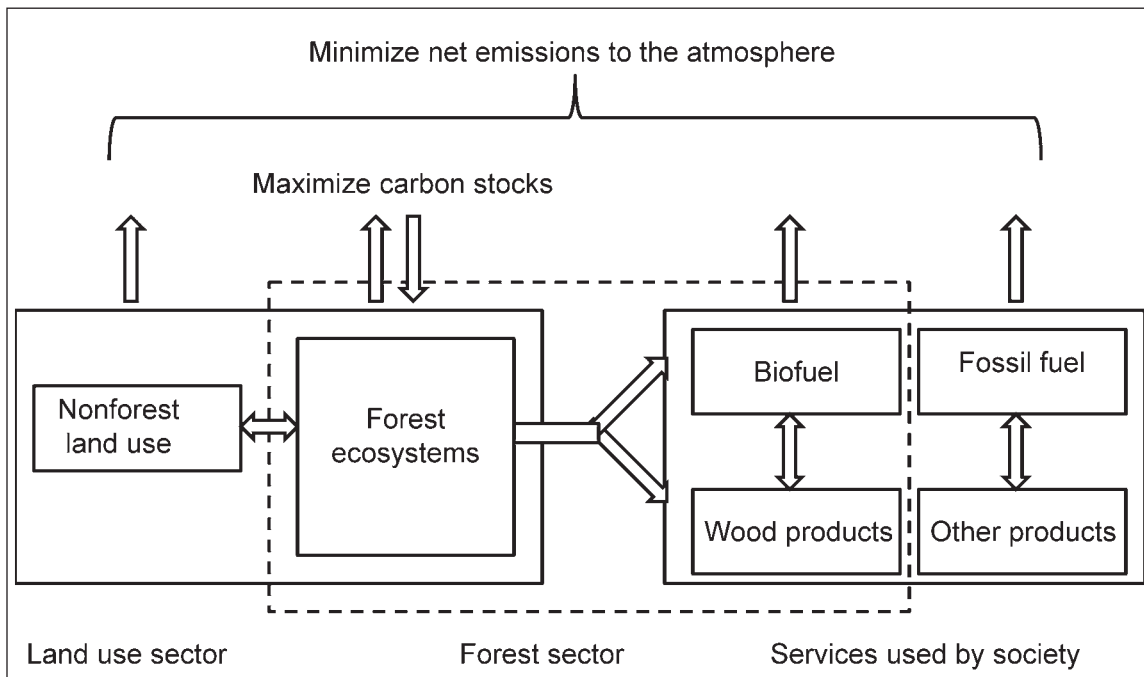 Minimize net emissions to the atmosphere
Maximize carbon stocks
Nonforest
land use
Forest
ecosystems
Biofuel
Fossil fuel
Wood products
Other products
Land use sector
Forest sector
Services used by society